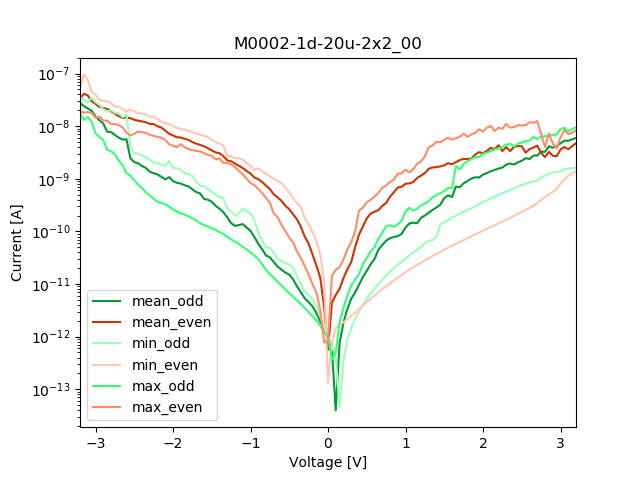 M0002-1d-20u-2x2_00
10⁻⁷
10⁻⁸
10⁻⁹
10⁻¹⁰
10⁻¹¹
10⁻¹²
10⁻¹³
Current [A]
mean_odd
mean_even
min_odd
min_even
max_odd
max_even
−3 −2 −1 0 1 2 3
Voltage [V]